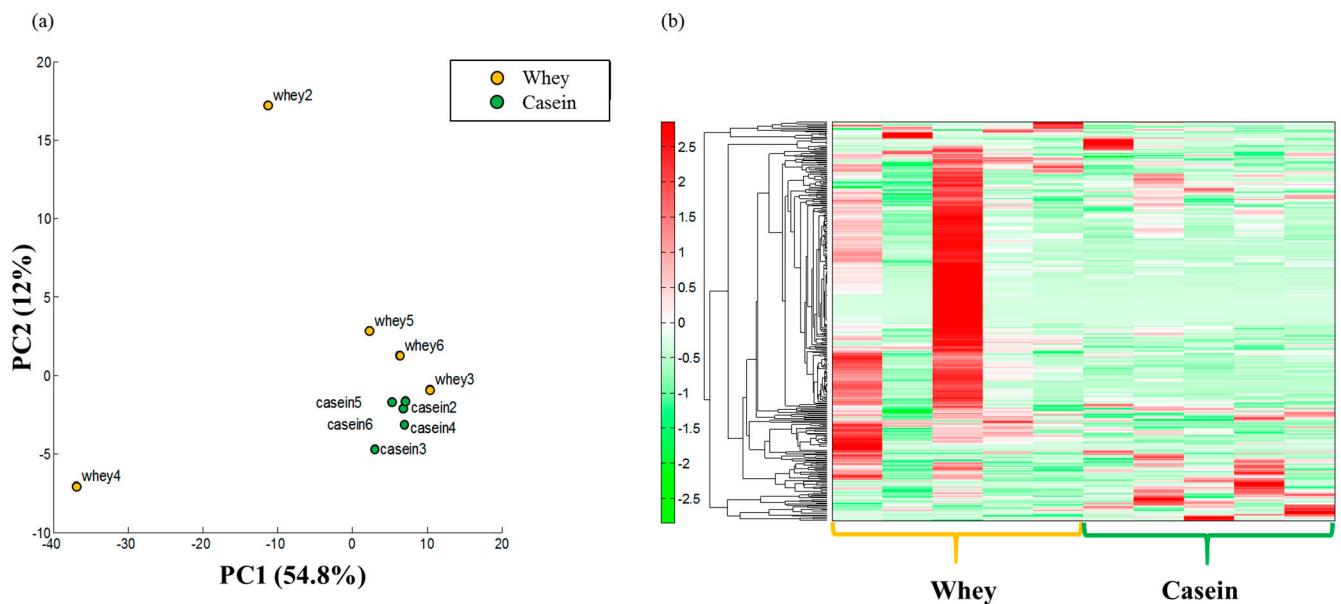 (a)
(b)
Whey
Casein
20
15
10
5
0
-5
-10
PC2 (12%)
whey2
whey5
whey6
whey3
casein5
casein2
casein6
casein4
casein3
whey4
-40
-30
-20
-10
0
10
20
PC1 (54.8%)
2.5
2
1.5
1
0.5
0
-0.5
-1
-1.5
-2
-2.5
Whey
Casein